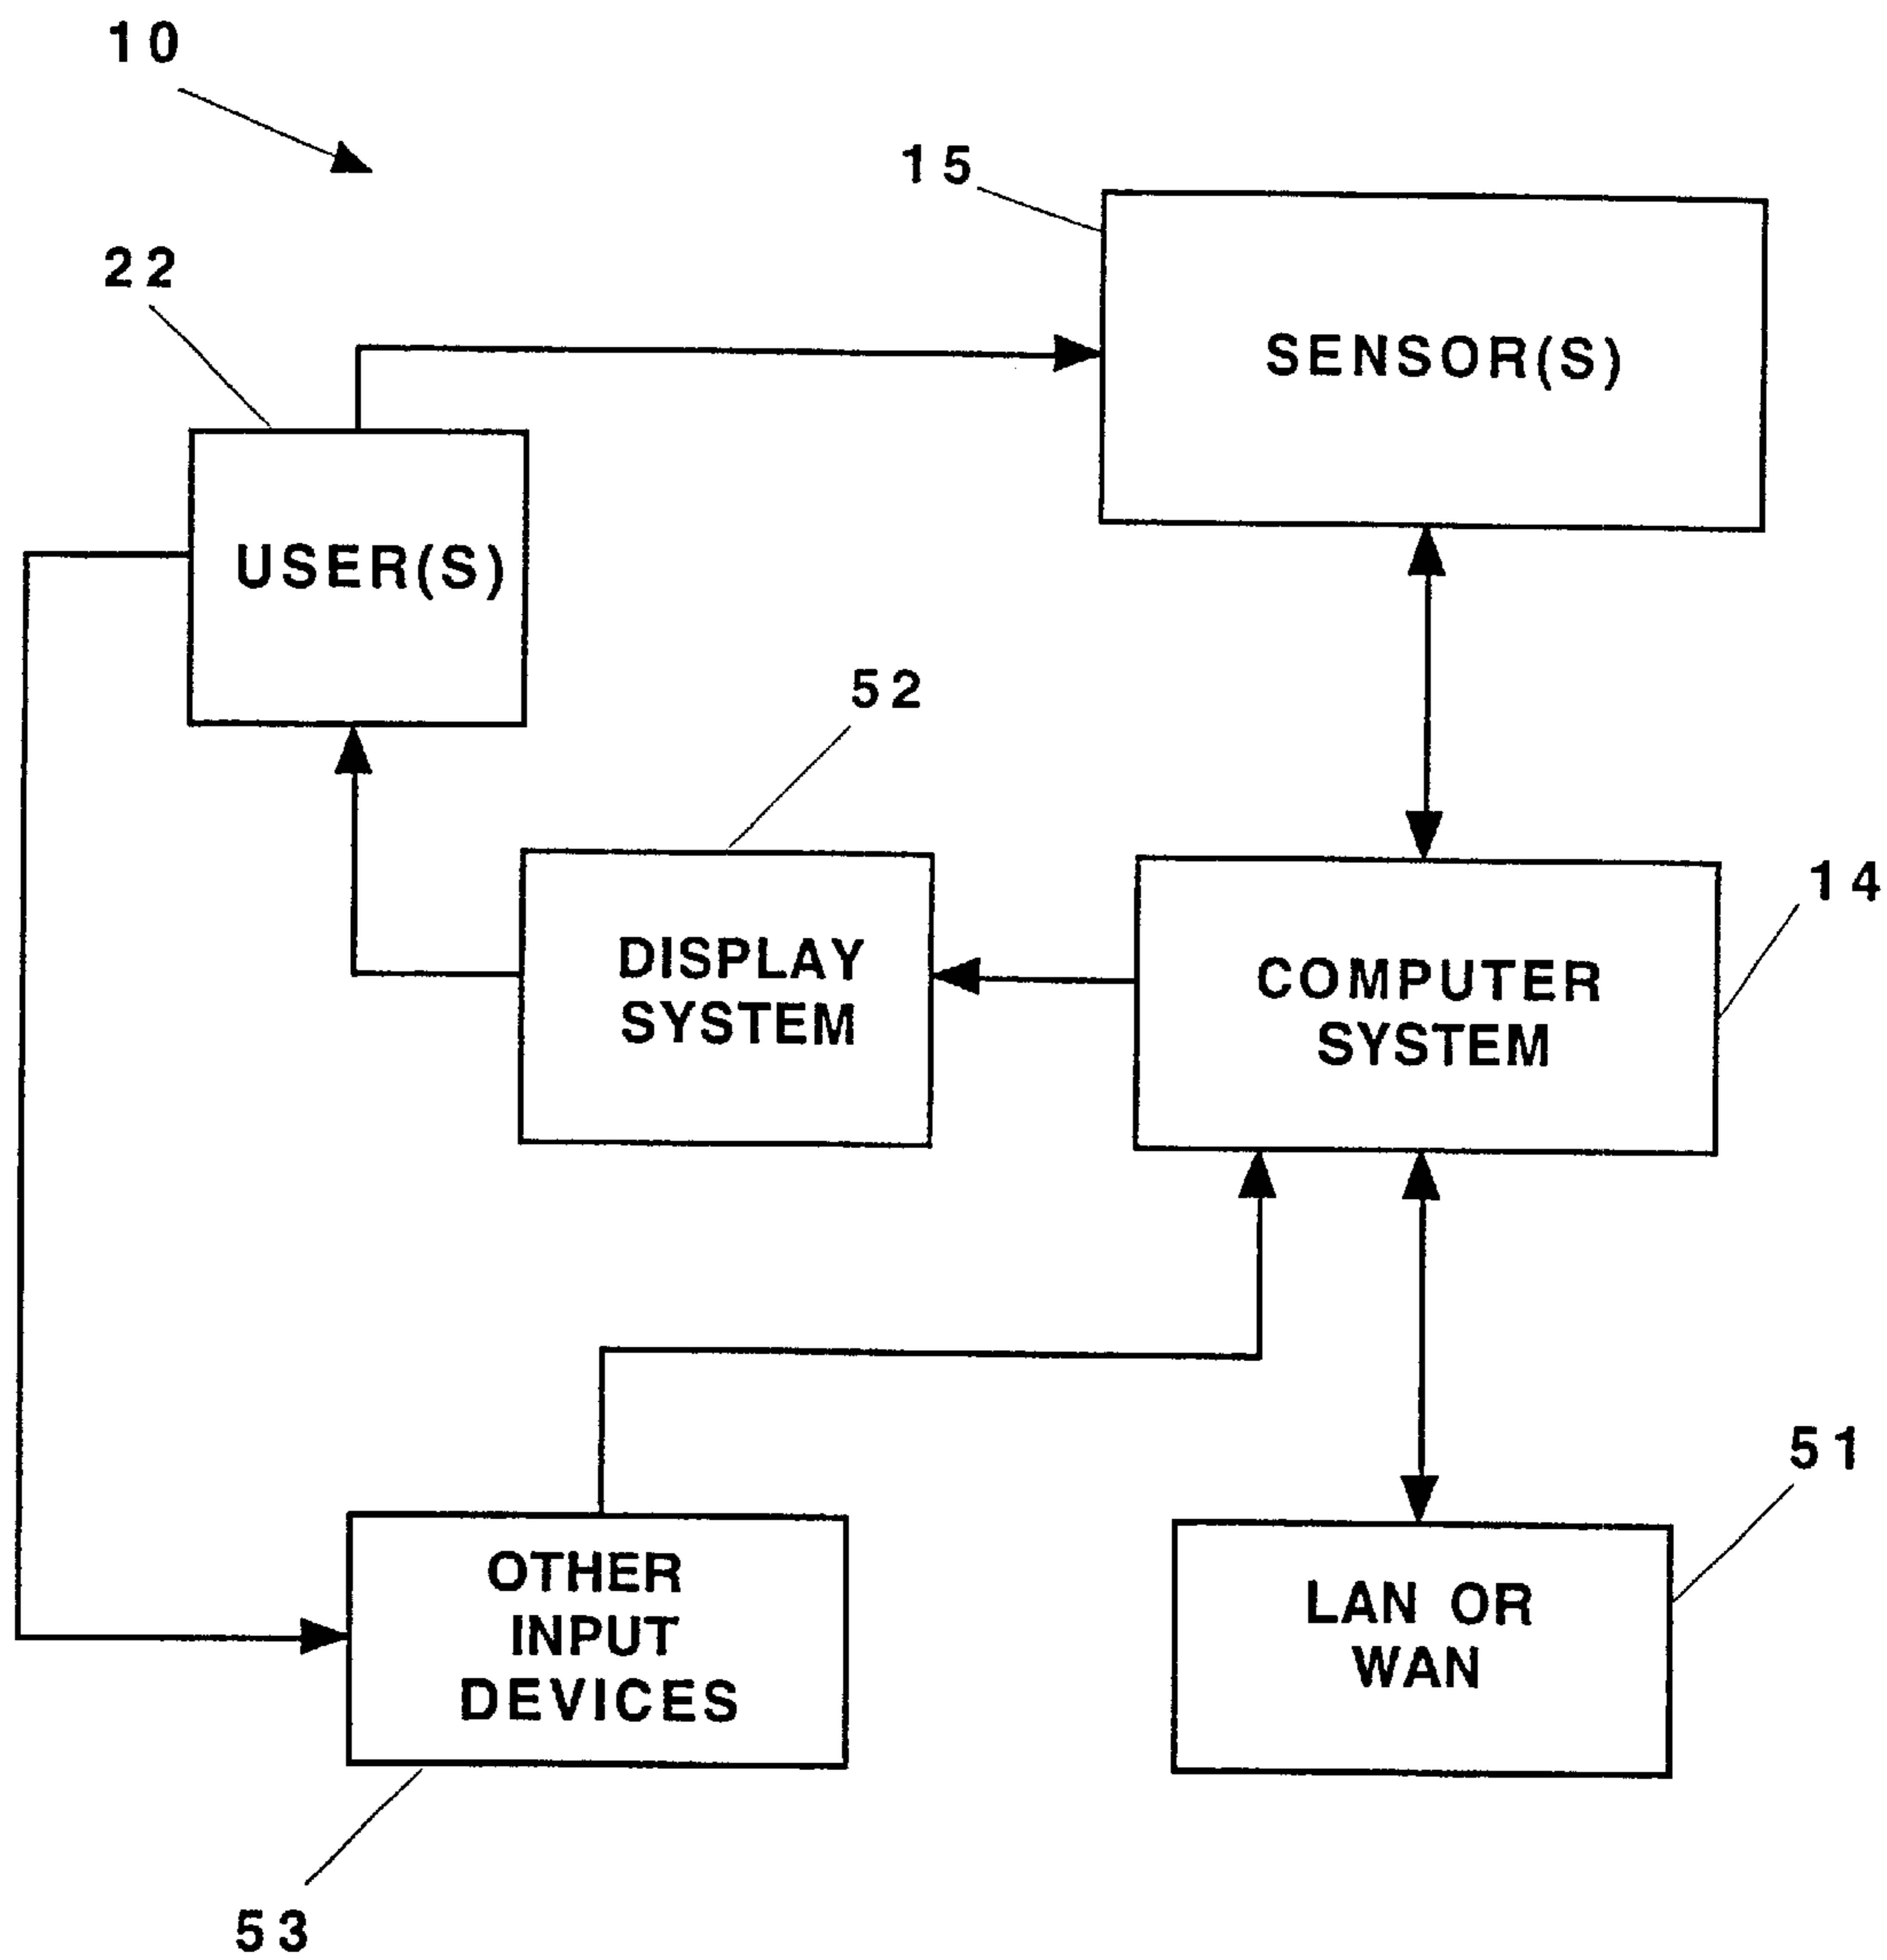 10
15
SENSOR(S)
22
USER(S)
52
DISPLAY
SYSTEM
14
COMPUTER
SYSTEM
51
OTHER
INPUT
DEVICES
LAN OR
WAN
53